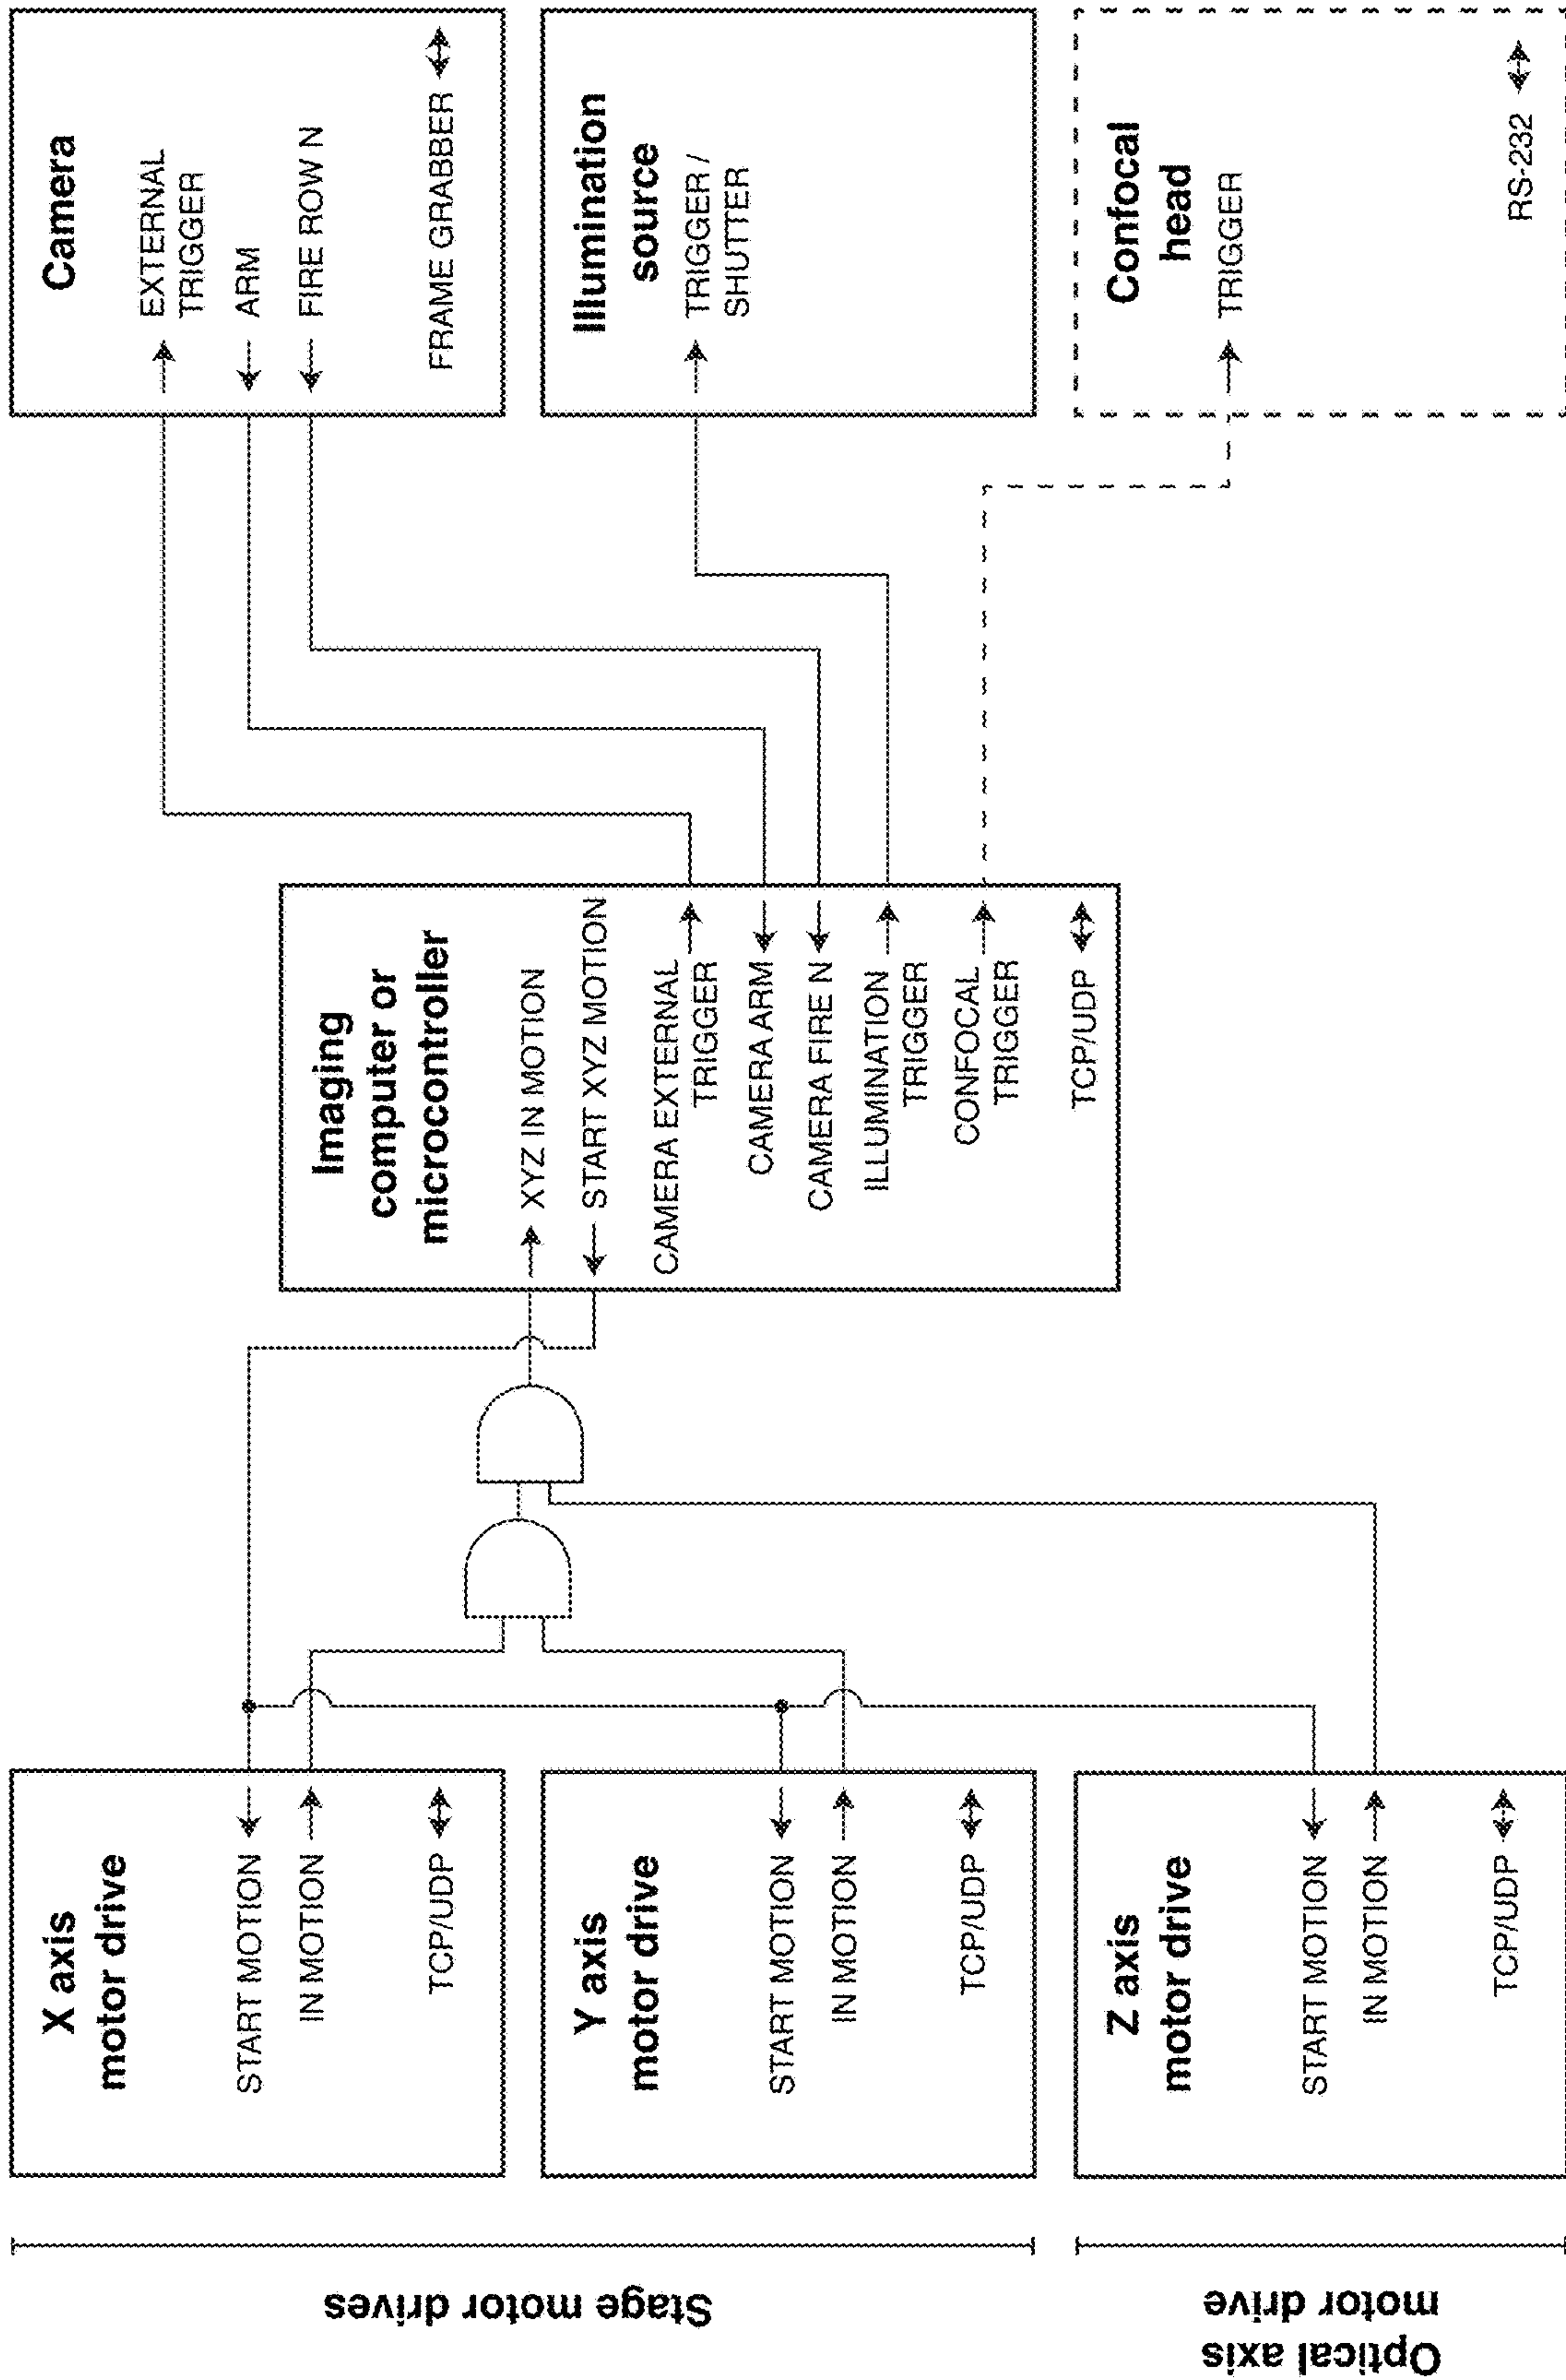 Stage motor drives
Optical axis
motor drive
X axis
motor drive
START MOTION
IN MOTION
TCP/UDP
Y axis
motor drive
START MOTION
IN MOTION
TCP/UDP
Z axis
motor drive
START MOTION
IN MOTION
TCP/UDP
Imaging
computer or
microcontroller
XYZ IN MOTION
START XYZ MOTION
CAMERA EXTERNAL
TRIGGER
CAMERA ARM
CAMERA FIRE N
ILLUMINATION
TRIGGER
CONFOCAL
TRIGGER
TCP/UDP
Camera
EXTERNAL
TRIGGER
ARM
FIRE ROW N
FRAME GRABBER
Illumination
source
TRIGGER /
SHUTTER
Confocal
head
TRIGGER
RS-232